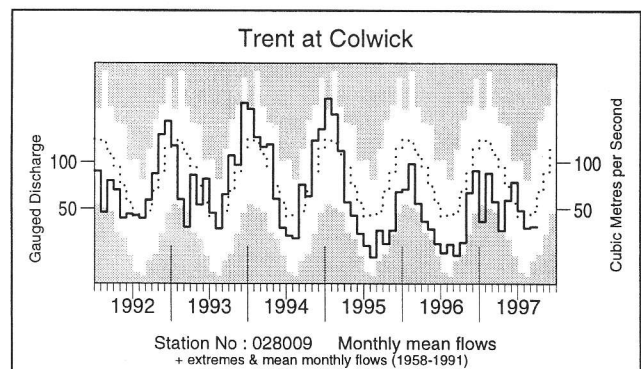 Trent at Colwick
Gauged Discharge
100
50
100
50
Cubic Metres per Second
1992
1993
1994
1995
1996
1997
Station No : 028009 Monthly mean flows
+ extremes & mean monthly flows (1958-1991)